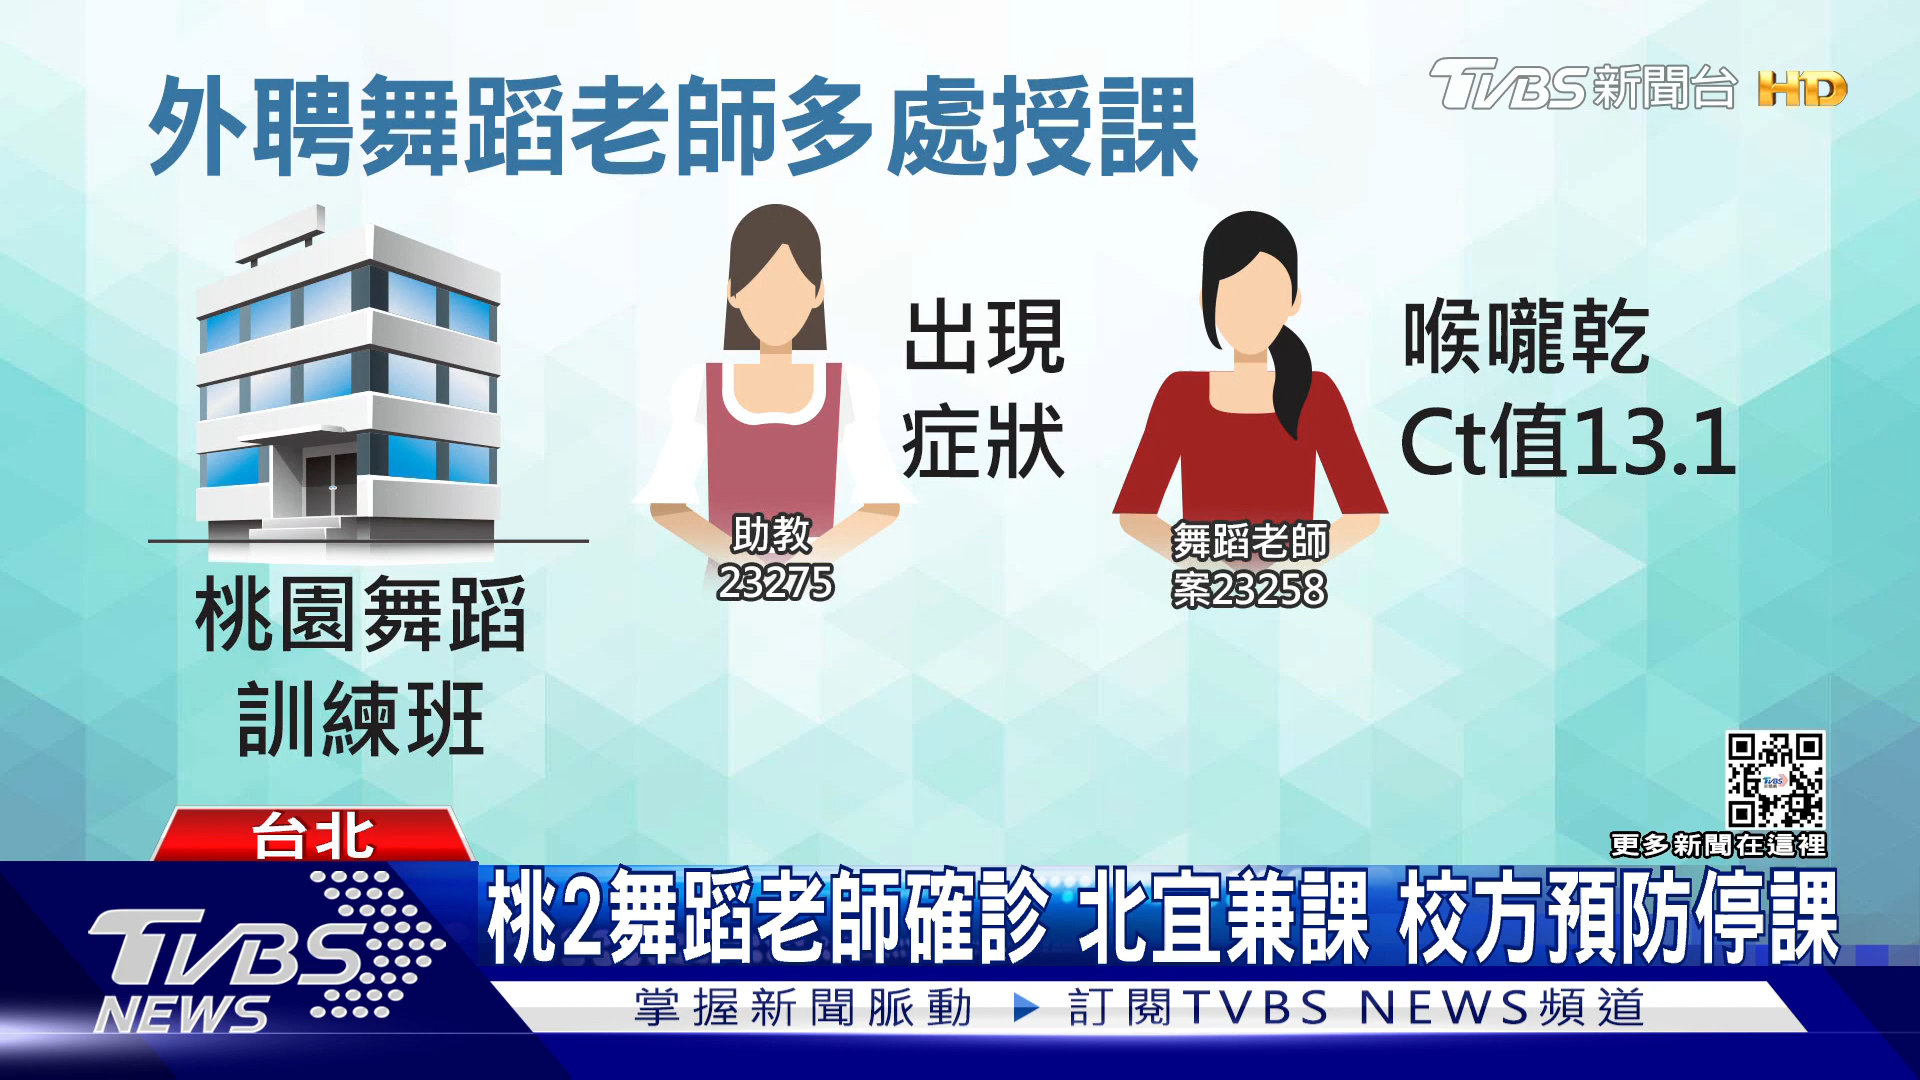 外聘舞蹈老師多處授課
TVBS新聞台 HD
出現
症狀
喉嚨乾
Ct值13.1
助教
23275
舞蹈老師
案23258
桃園舞蹈
訓練班
更多新聞在這裡
台北
桃2舞蹈老師確診 北宜兼課 校方預防停課
TVBS
NEWS
掌握新聞脈動 ▶ 訂閱TVBS NEWS頻道